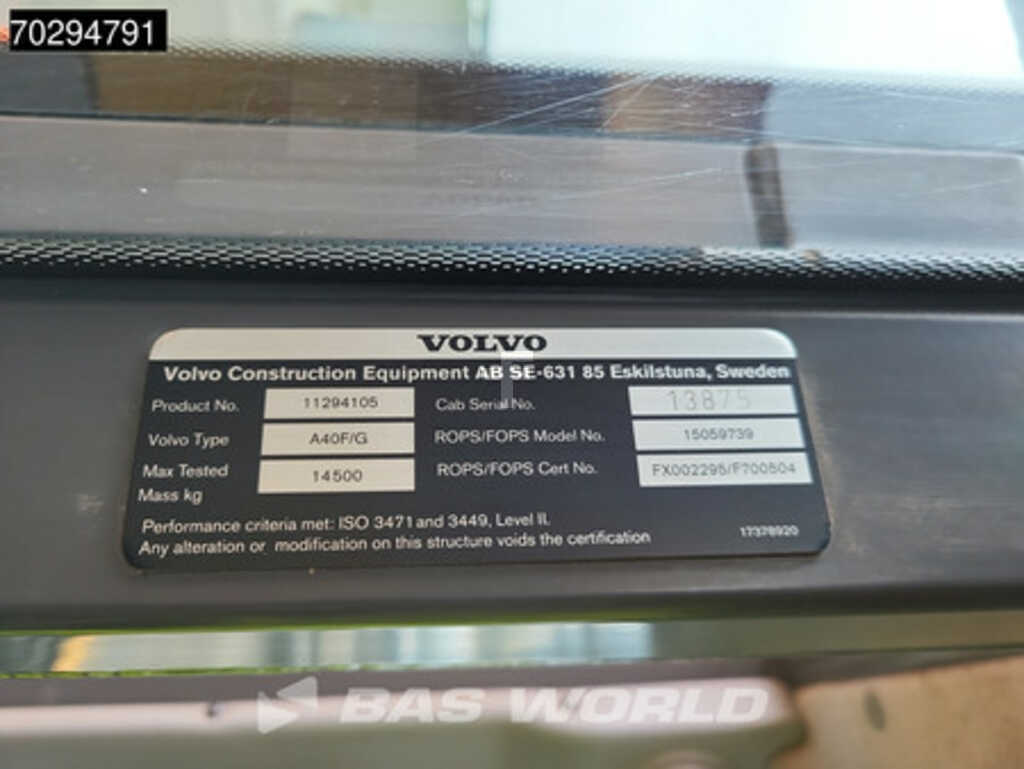 70294791
VOLVO
Volvo Construction Equipment AB SE-631 85 Eskilstuna, Sweden
Product No. 11294105 Cab Serial No. 13875
Volvo Type A40F/G ROPS/FOPS Model No. 15059739
Max Tested Mass kg 14500 ROPS/FOPS Cert No. FX002295/F700804
Performance criteria met: ISO 3471 and 3449, Level II.
Any alteration or modification on this structure voids the certification 17378920
BAS WORLD